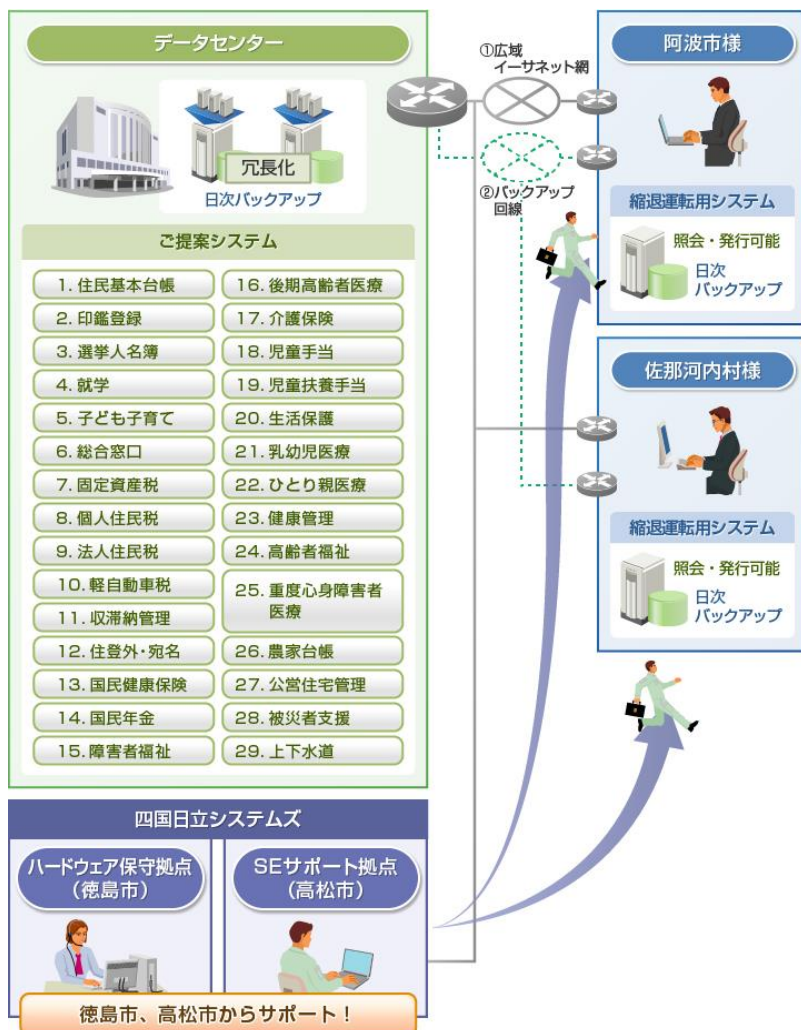 データセンター
冗長化
日次バックアップ
ご提案システム
1. 住民基本台帳
2. 印鑑登録
3. 選挙人名簿
4. 就学
5. 子ども子育て
6. 総合窓口
7. 固定資産税
8. 個人住民税
9. 法人住民税
10. 軽自動車税
11. 収滞納管理
12. 住登外・宛名
13. 国民健康保険
14. 国民年金
15. 障害者福祉
16. 後期高齢者医療
17. 介護保険
18. 児童手当
19. 児童扶養手当
20. 生活保護
21. 乳幼児医療
22. ひとり親医療
23. 健康管理
24. 高齢者福祉
25. 重度心身障害者
医療
26. 農家台帳
27. 公営住宅管理
28. 被災者支援
29. 上下水道
①広域
イーサネット網
②バックアップ
回線
阿波市様
縮退運転用システム
照会・発行可能
日次
バックアップ
佐那河内村様
縮退運転用システム
照会・発行可能
日次
バックアップ
四国日立システムズ
ハードウェア保守拠点
（徳島市）
SEサポート拠点
（高松市）
徳島市、高松市からサポート！